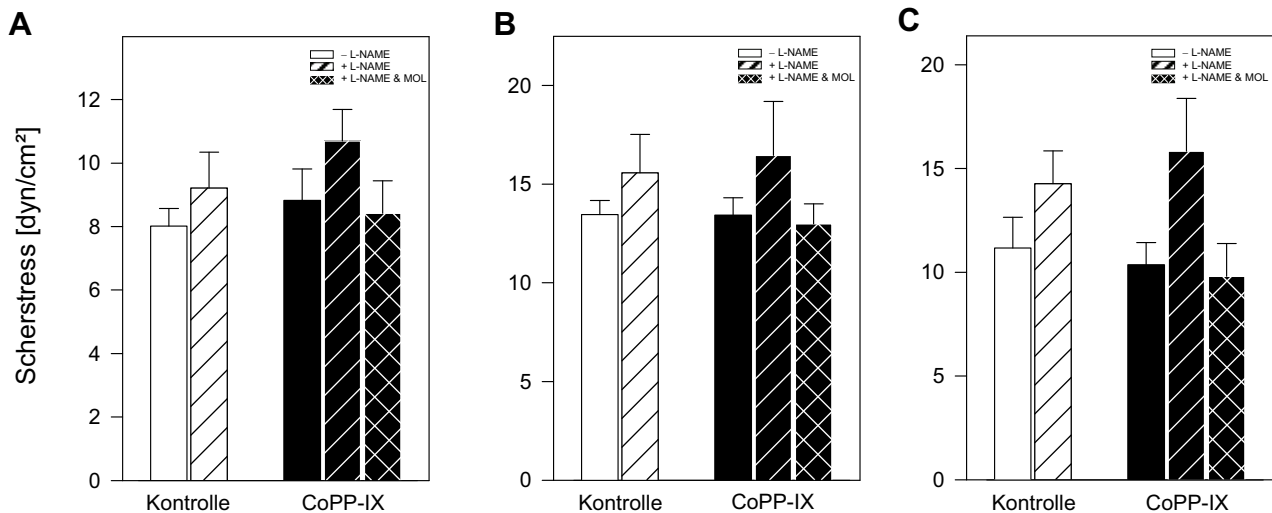 A
– L-NAME
+ L-NAME
+ L-NAME & MOL
Scherstress [dyn/cm²]
12
10
8
6
4
2
0
Kontrolle CoPP-IX
B
– L-NAME
+ L-NAME
+ L-NAME & MOL
20
15
10
5
0
Kontrolle CoPP-IX
C
– L-NAME
+ L-NAME
+ L-NAME & MOL
20
15
10
5
0
Kontrolle CoPP-IX